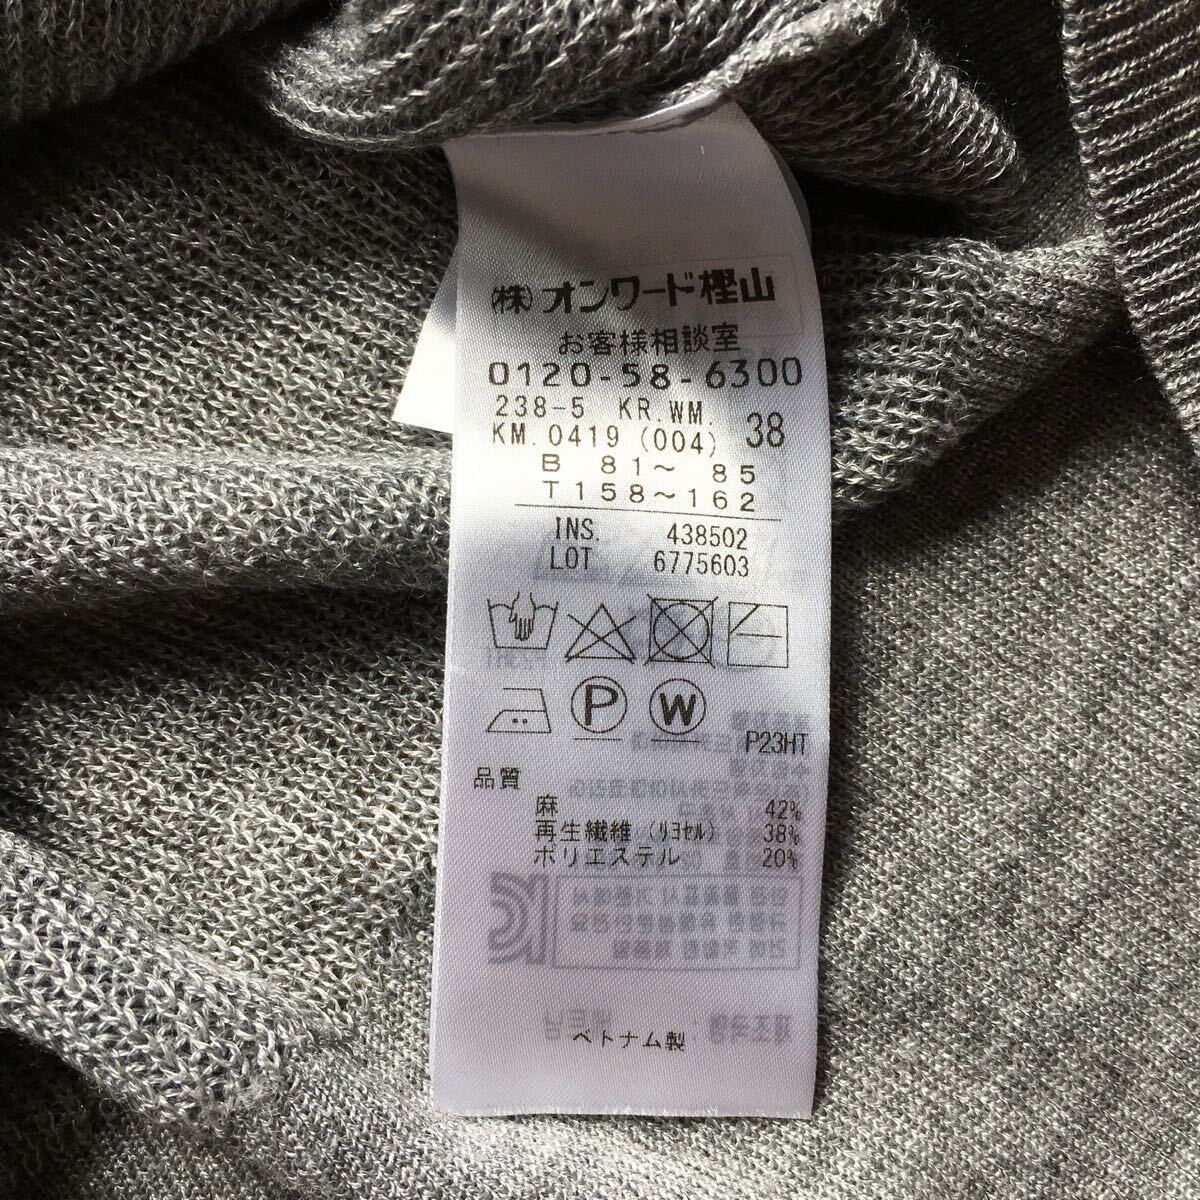 ㈱オンワード樫山
お客様相談室
0120-58-6300
238-5 KR.WM.
KM.0419 (004) 38
B 81～ 85
T158～162
INS. 438502
LOT 6775603
P
W
P23HT
品質
麻 42%
再生繊維 (ﾘﾖｾﾙ) 38%
ポリエステル 20%
ベトナム製